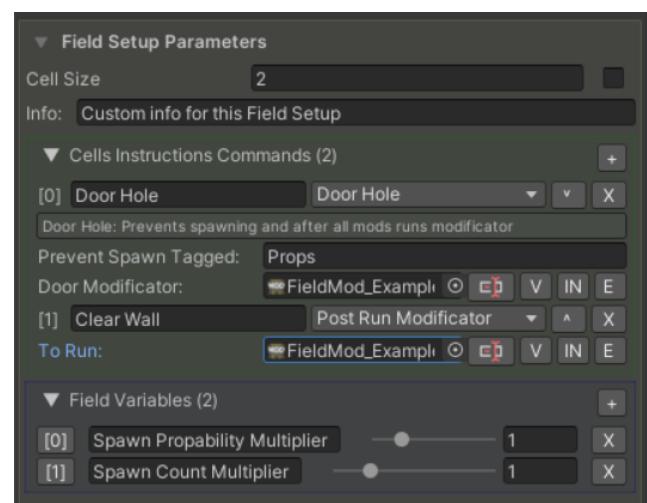 ▼ Field Setup Parameters
Cell Size 2
Info: Custom info for this Field Setup
▼ Cells Instructions Commands (2) +
[0] Door Hole Door Hole ▼ v X
Door Hole: Prevents spawning and after all mods runs modificator
Prevent Spawn Tagged: Props
Door Modificator: FieldMod_Exampl V IN E
[1] Clear Wall Post Run Modificator ▼ ^ X
To Run: FieldMod_Exampl V IN E
▼ Field Variables (2) +
[0] Spawn Propability Multiplier 1 X
[1] Spawn Count Multiplier 1 X